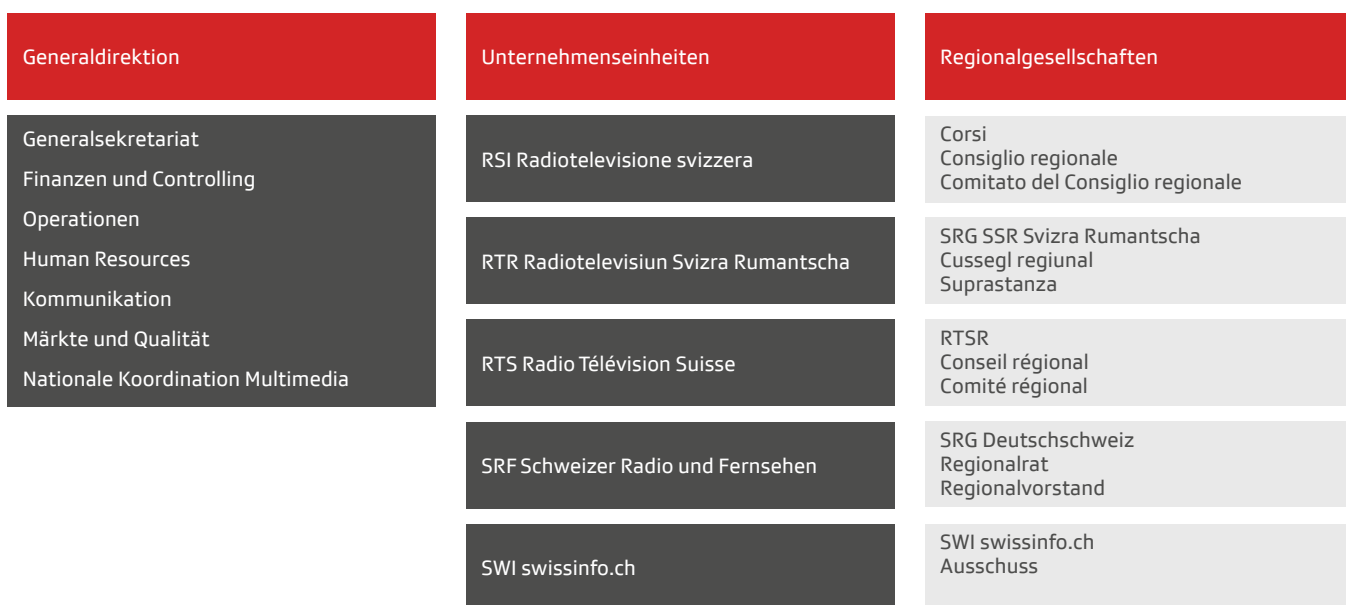 Generaldirektion
Generalsekretariat
Finanzen und Controlling
Operationen
Human Resources
Kommunikation
Märkte und Qualität
Nationale Koordination Multimedia
Unternehmenseinheiten
RSI Radiotelevisione svizzera
RTR Radiotelevisiun Svizra Rumantscha
RTS Radio Télévision Suisse
SRF Schweizer Radio und Fernsehen
SWI swissinfo.ch
Regionalgesellschaften
Corsi
Consiglio regionale
Comitato del Consiglio regionale
SRG SSR Svizra Rumantscha
Cussegl regiunal
Suprastanza
RTSR
Conseil régional
Comité régional
SRG Deutschschweiz
Regionalrat
Regionalvorstand
SWI swissinfo.ch
Ausschuss